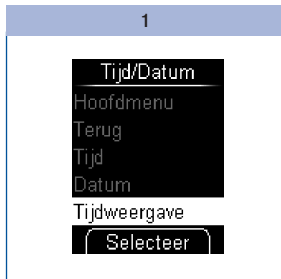 1
Tijd/Datum
Hoofdmenu
Terug
Tijd
Datum
Tijdweergave
Selecteer